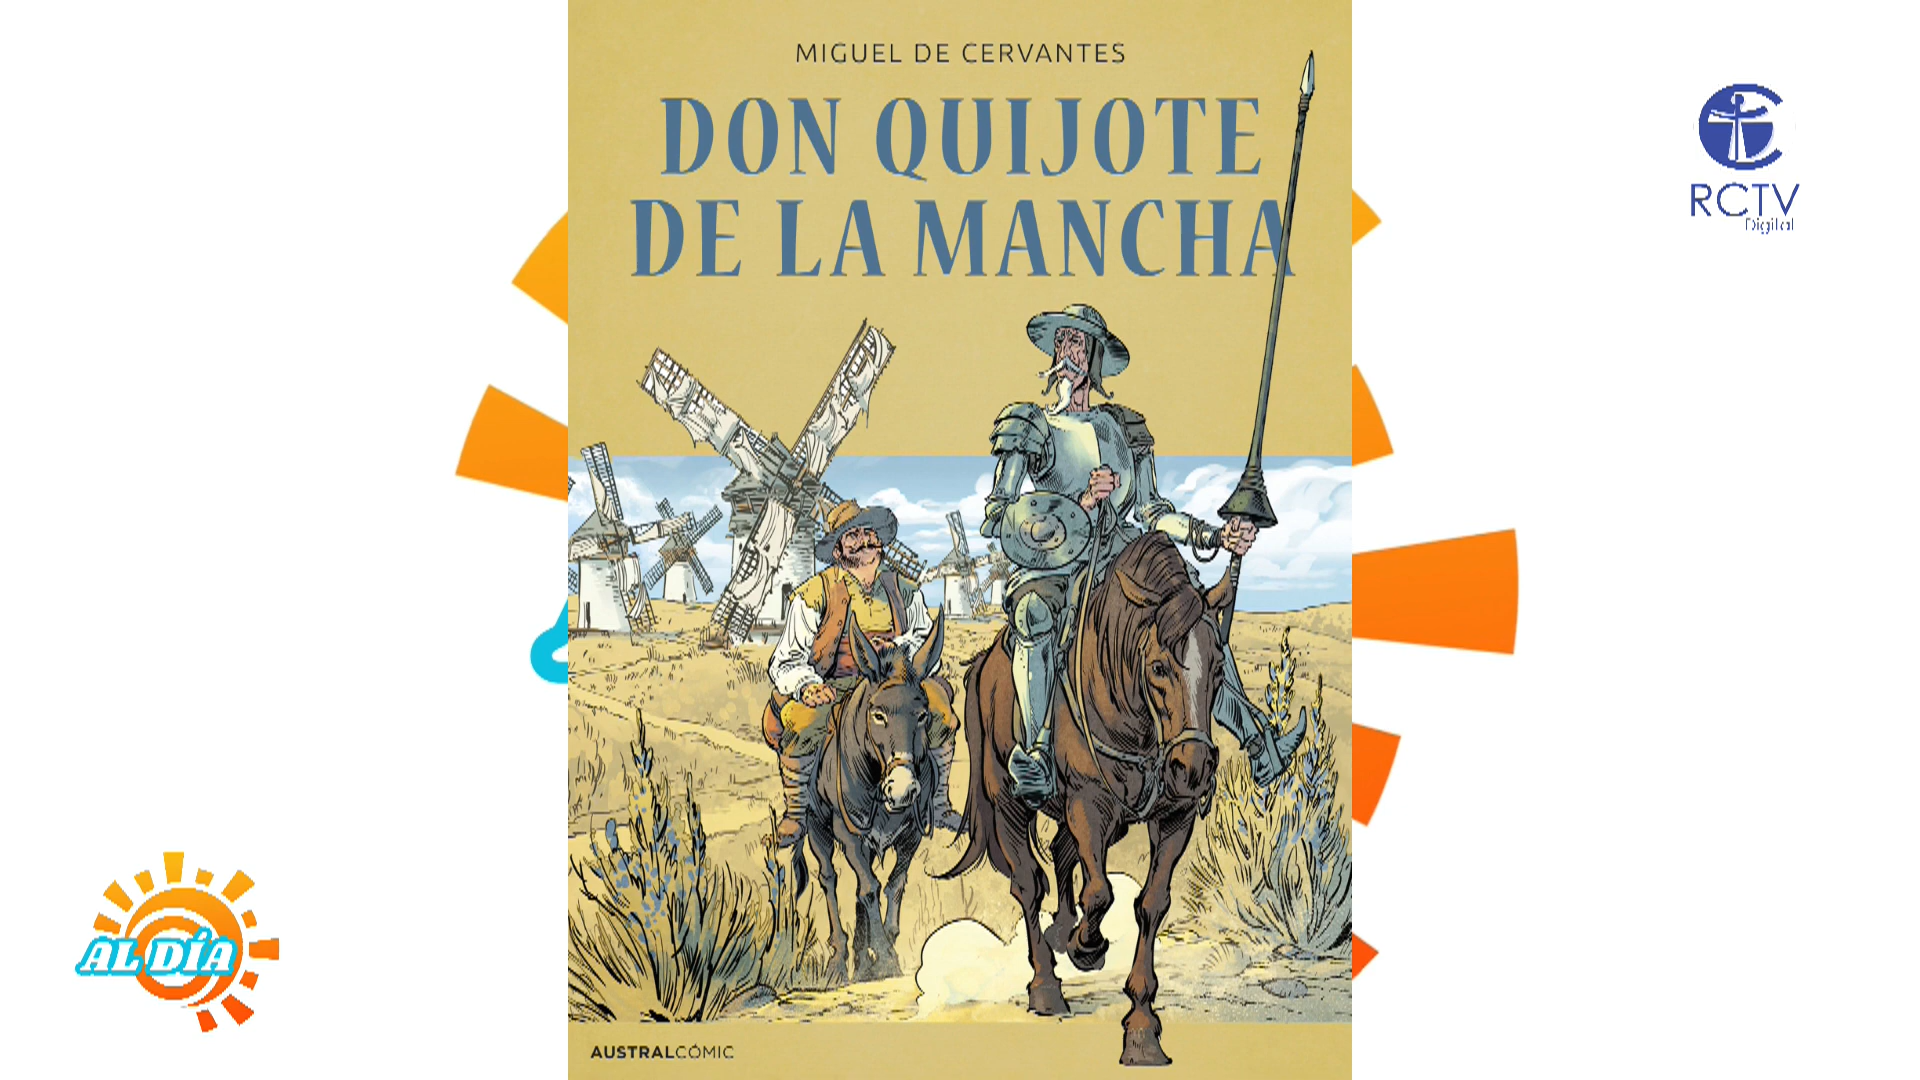 MIGUEL DE CERVANTES
DON QUIJOTE
DE LA MANCHA
RCTV
Digital
AL DÍA
AUSTRALCÓMIC